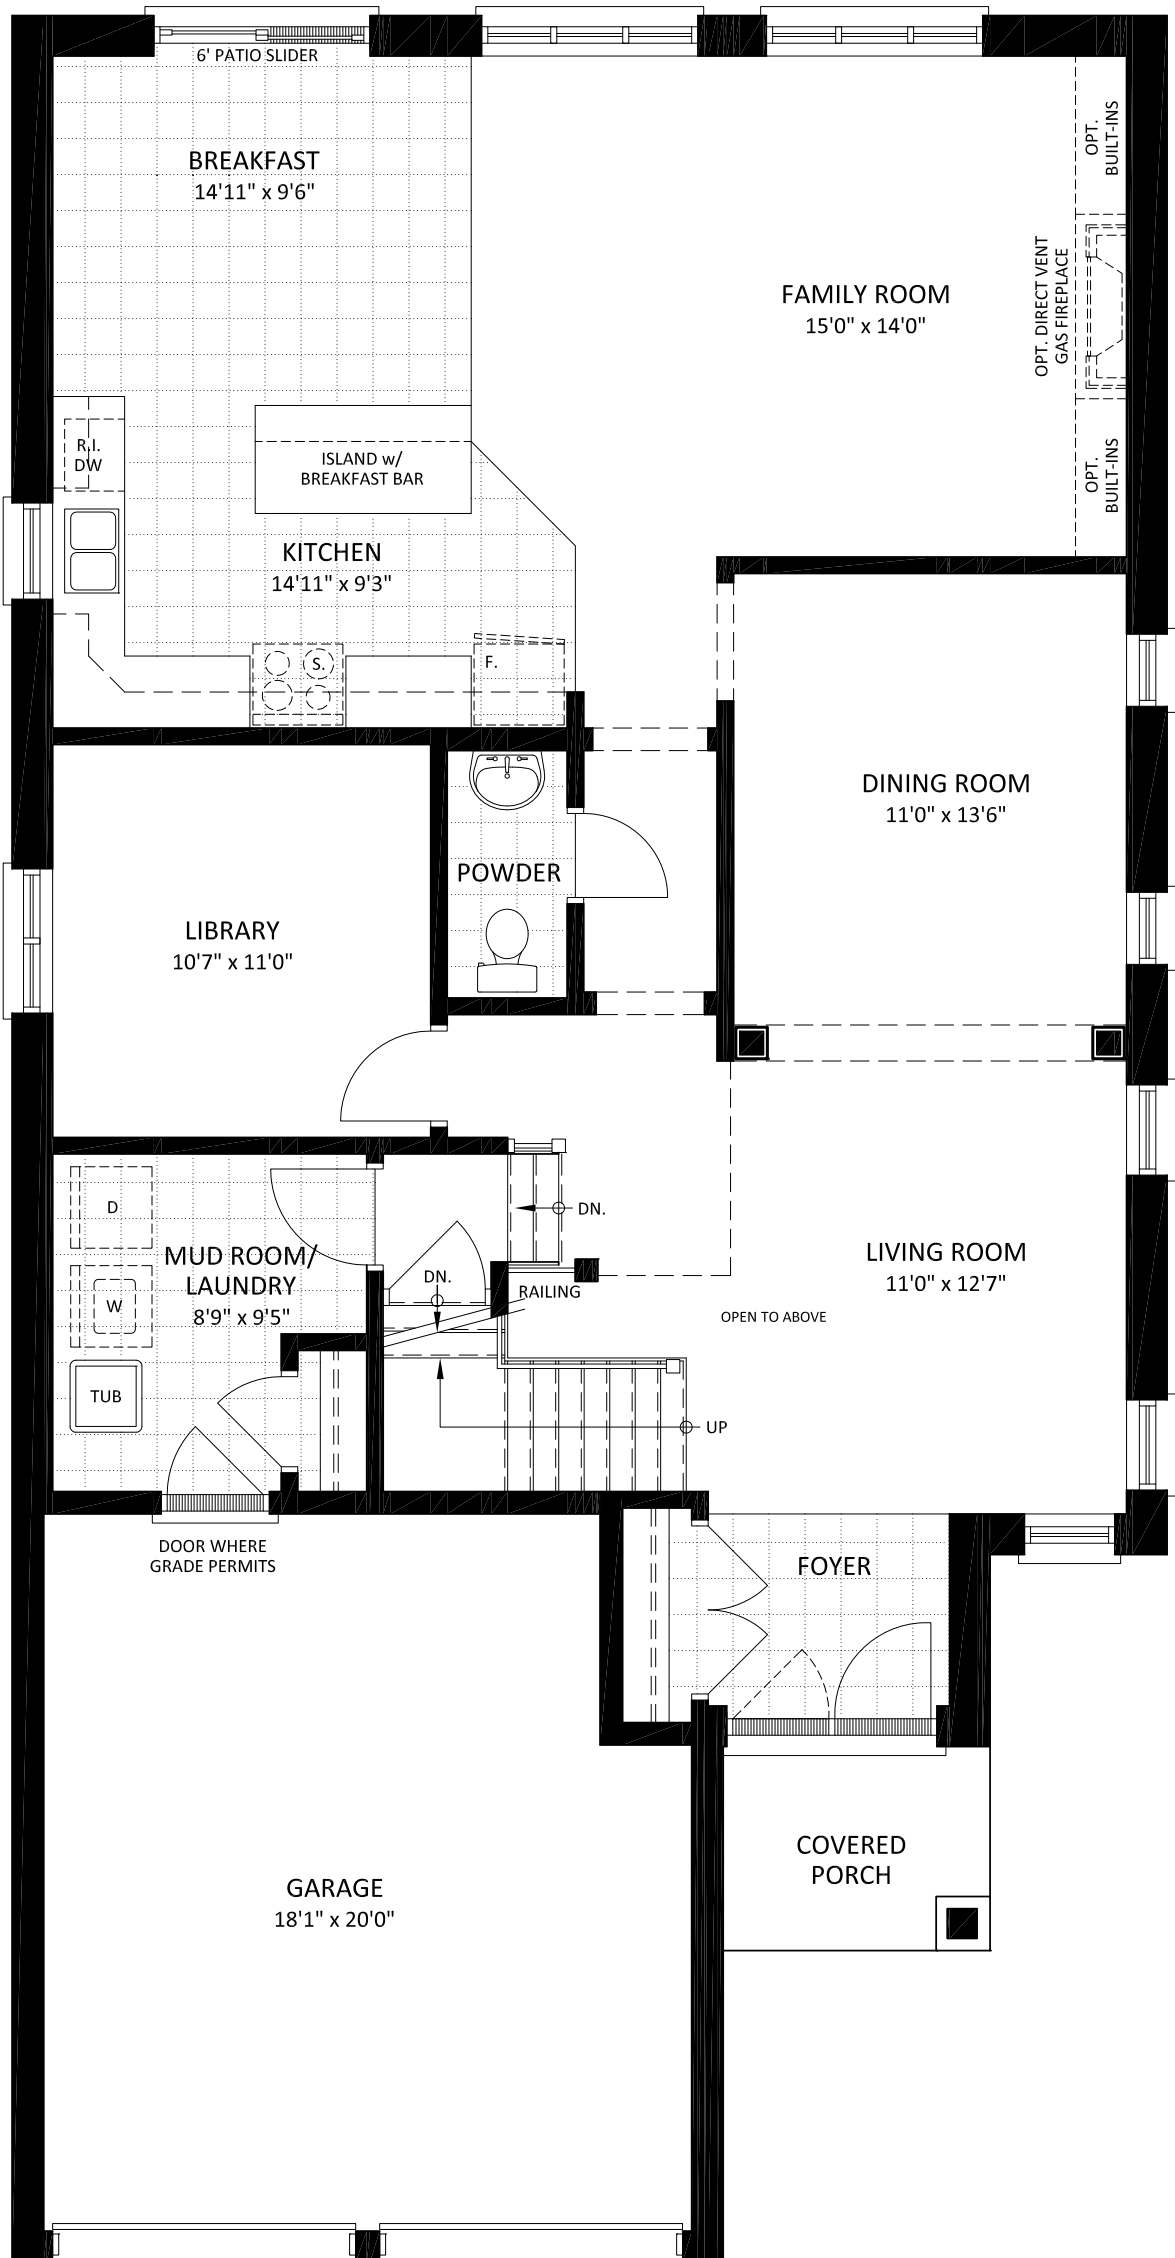 6' PATIO SLIDER
BREAKFAST
14'11" x 9'6"
OPT.
BUILT-INS
FAMILY ROOM
15'0" x 14'0"
OPT. DIRECT VENT
GAS FIREPLACE
R.I.
DW
ISLAND w/
BREAKFAST BAR
OPT.
BUILT-INS
KITCHEN
14'11" x 9'3"
S.
F.
DINING ROOM
11'0" x 13'6"
POWDER
LIBRARY
10'7" x 11'0"
D
DN.
MUD ROOM/
LAUNDRY
8'9" x 9'5"
W
DN.
RAILING
LIVING ROOM
11'0" x 12'7"
OPEN TO ABOVE
TUB
UP
DOOR WHERE
GRADE PERMITS
FOYER
COVERED
PORCH
GARAGE
18'1" x 20'0"